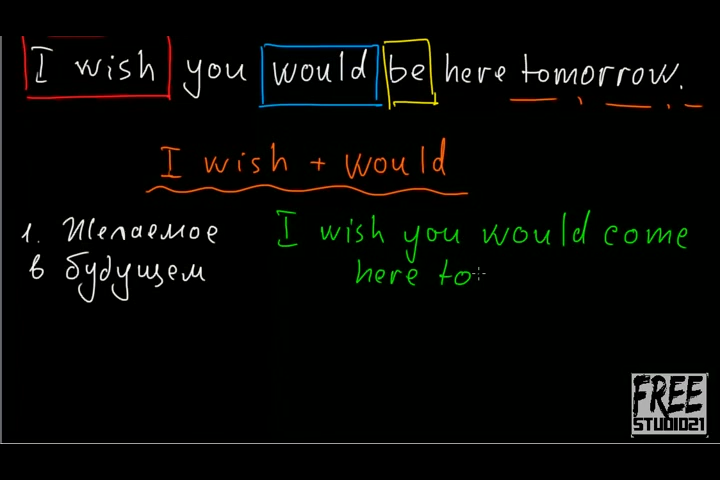 I wish you would be here tomorrow.
I wish + would
1. Желаемое
в будущем
I wish you would come
here to
FREE
STUDIO21